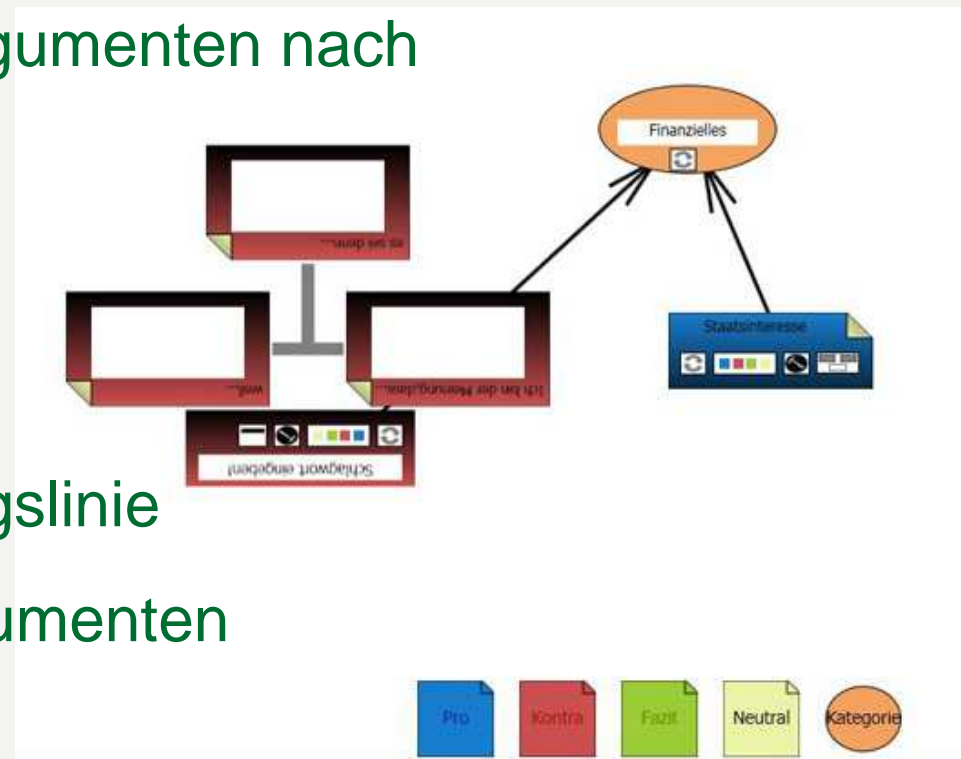 gumenten nach
Finanzielles
es sei denn...
Staatsinteresse
weil...
Ich bin der Meinung,dass...
Schlagwort eingeben!
gslinie
umenten
Pro
Kontra
Fazit
Neutral
Kategorie